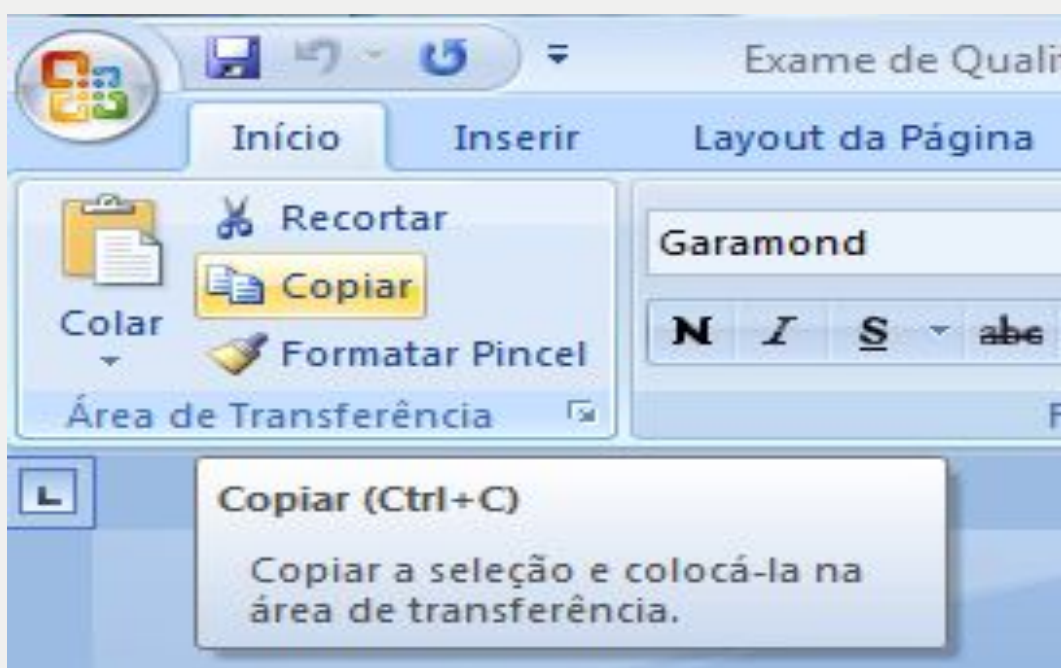 Exame de
Início Inserir Layout da Página
Recortar
Copiar
Colar
Formatar Pincel
Garamond
N I S abc
Área de Transferência
Copiar (Ctrl+C)
Copiar a seleção e colocá-la na
área de transferência.